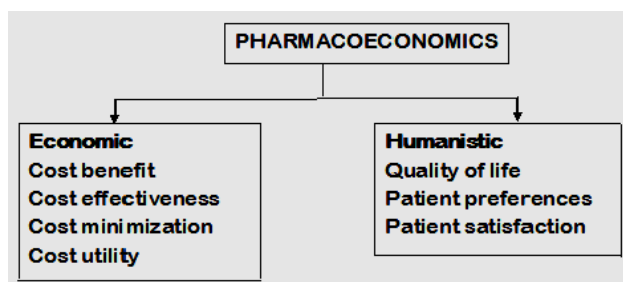 PHARMACOECONOMICS
Economic
Cost benefit
Cost effectiveness
Cost minimization
Cost utility
Humanistic
Quality of life
Patient preferences
Patient satisfaction